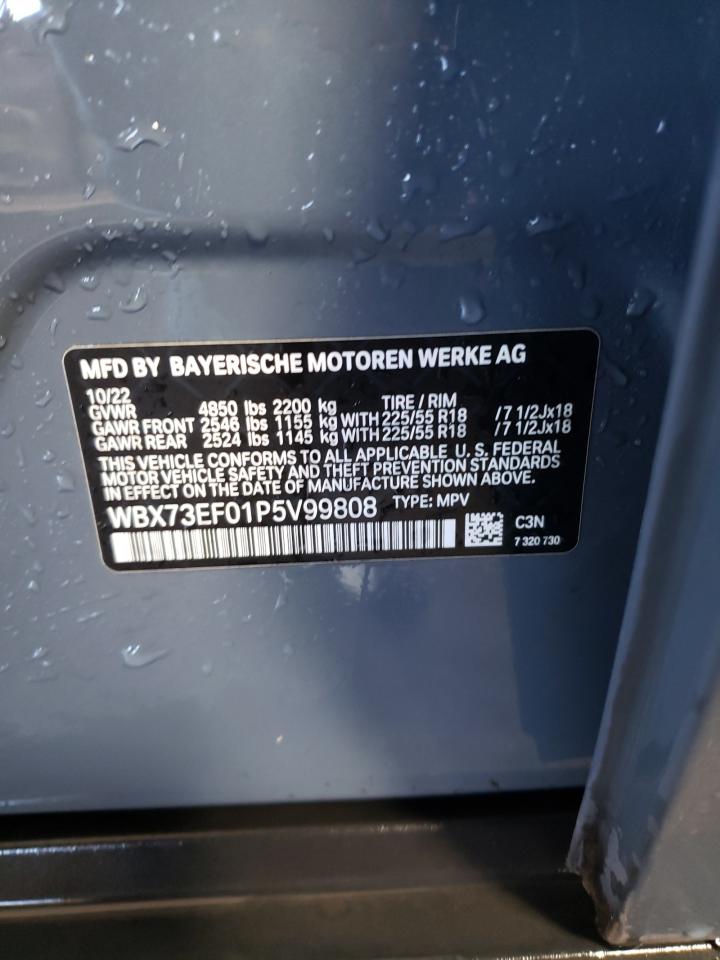 MFD BY BAYERISCHE MOTOREN WERKE AG
10/22
TIRE / RIM
GVWR 4850 lbs 2200 kg
GAWR FRONT 2546 lbs 1155 kg WITH 225/55 R18 /7 1/2Jx18
GAWR REAR 2524 lbs 1145 kg WITH 225/55 R18 /7 1/2Jx18
THIS VEHICLE CONFORMS TO ALL APPLICABLE U. S. FEDERAL
MOTOR VEHICLE SAFETY AND THEFT PREVENTION STANDARDS
IN EFFECT ON THE DATE OF MANUFACTURE SHOWN ABOVE.
WBX73EF01P5V99808 TYPE: MPV
C3N
7 320 730